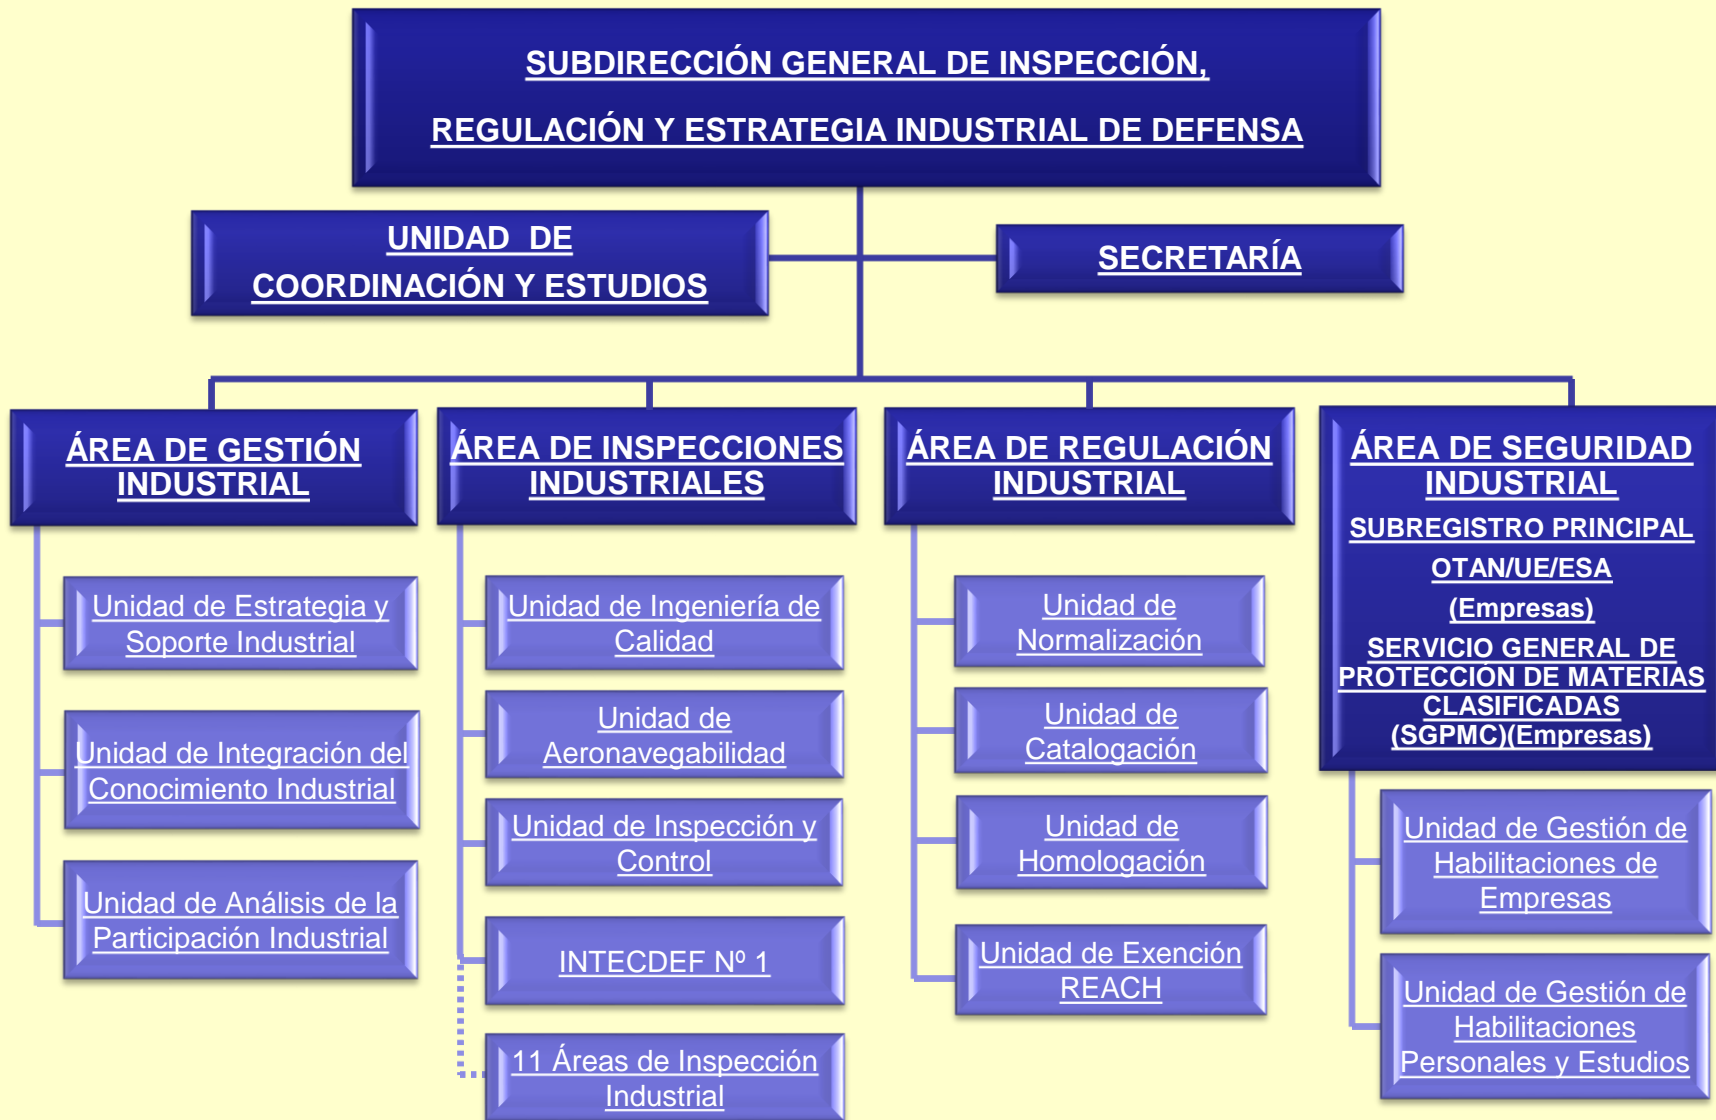 SUBDIRECCIÓN GENERAL DE INSPECCIÓN,
REGULACIÓN Y ESTRATEGIA INDUSTRIAL DE DEFENSA
UNIDAD DE
COORDINACIÓN Y ESTUDIOS
SECRETARÍA
ÁREA DE GESTIÓN
INDUSTRIAL
Unidad de Estrategia y
Soporte Industrial
Unidad de Integración del
Conocimiento Industrial
Unidad de Análisis de la
Participación Industrial
ÁREA DE INSPECCIONES
INDUSTRIALES
Unidad de Ingeniería de
Calidad
Unidad de
Aeronavegabilidad
Unidad de Inspección y
Control
INTECDEF Nº 1
11 Áreas de Inspección
Industrial
ÁREA DE REGULACIÓN
INDUSTRIAL
Unidad de
Normalización
Unidad de
Catalogación
Unidad de
Homologación
Unidad de Exención
REACH
ÁREA DE SEGURIDAD
INDUSTRIAL
SUBREGISTRO PRINCIPAL
OTAN/UE/ESA
(Empresas)
SERVICIO GENERAL DE
PROTECCIÓN DE MATERIAS
CLASIFICADAS
(SGPMC)(Empresas)
Unidad de Gestión de
Habilitaciones de
Empresas
Unidad de Gestión de
Habilitaciones
Personales y Estudios